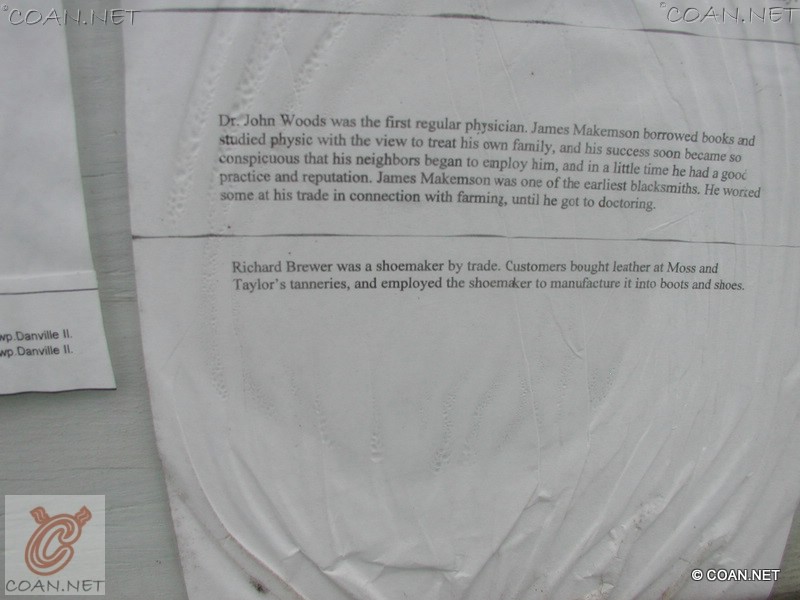 COAN.NET
COAN.NET
Dr. John Woods was the first regular physician. James Makemson borrowed books and
studied physic with the view to treat his own family, and his success soon became so
conspicuous that his neighbors began to employ him, and in a little time he had a good
practice and reputation. James Makemson was one of the earliest blacksmiths. He worked
some at his trade in connection with farming, until he got to doctoring.
Richard Brewer was a shoemaker by trade. Customers bought leather at Moss and
Taylor's tanneries, and employed the shoemaker to manufacture it into boots and shoes.
wp.Danville Il.
wp.Danville Il.
C
COAN.NET
© COAN.NET